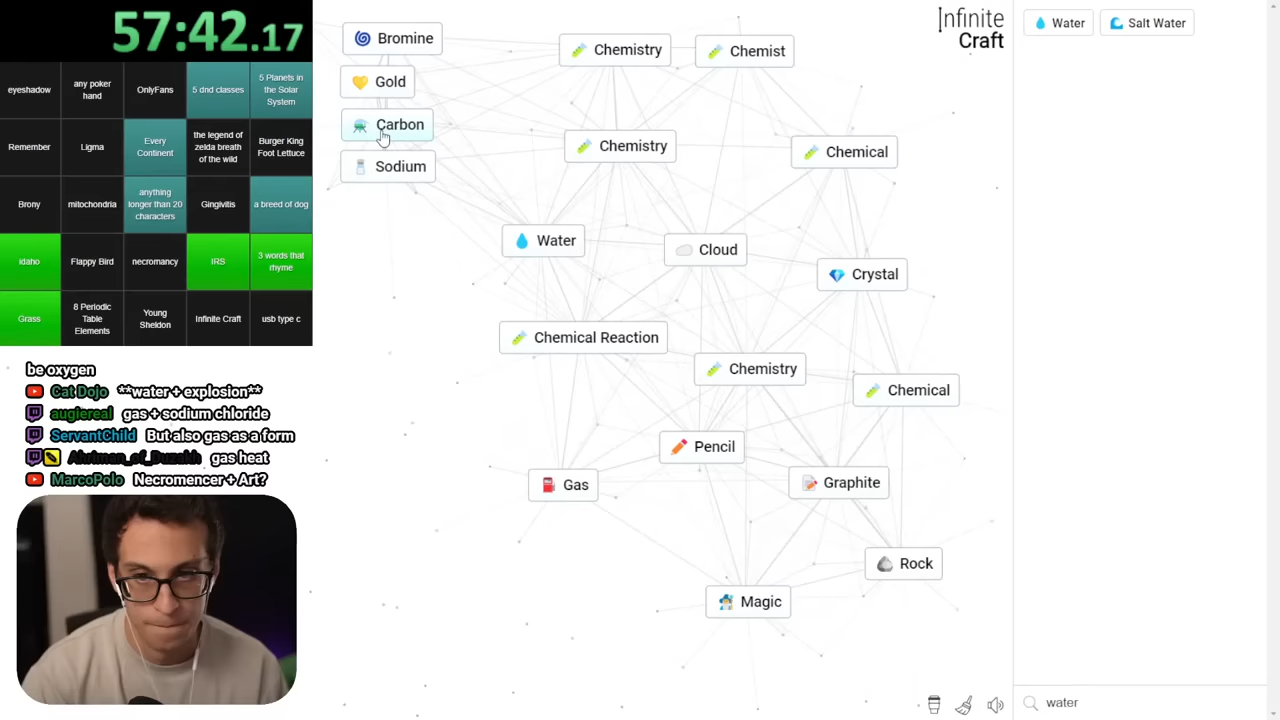 57:42.17
eyeshadow
any poker
hand
OnlyFans
5 dnd classes
5 Planets
in the Solar
System
Remember
Ligma
Every
Continent
the legend of
zelda breath
of the wild
Burger King
Foot Lettuce
Brony
mitochondria
anything
longer than 20
characters
Gingivitis
a breed of dog
idaho
Flappy Bird
necromancy
IRS
3 words that
rhyme
Grass
8 Periodic
Table
Elements
Young
Sheldon
Infinite Craft
usb type c
be oxygen
Cat Dojo **water + explosion**
auglereal gas + sodium chloride
ServantChild But also gas as a form
Ahriman_of_Duzakh gas heat
MarcoPolo Necromencer + Art?
Bromine
Gold
Carbon
Sodium
Chemistry
Chemist
Chemistry
Chemical
Water
Cloud
Crystal
Chemical Reaction
Chemistry
Chemical
Pencil
Gas
Graphite
Rock
Magic
Infinite
Craft
Water
Salt Water
water